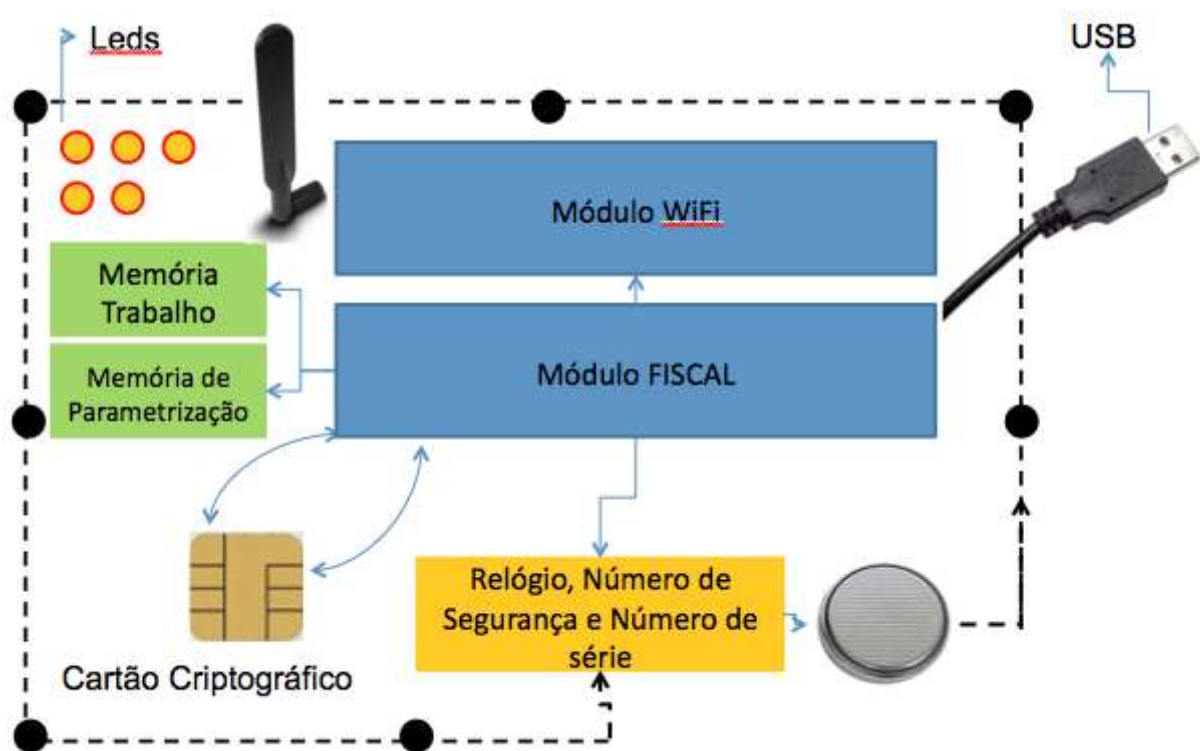 Leds
USB
Módulo WiFi
Memória
Trabalho
Módulo FISCAL
Memória de
Parametrização
Relógio, Número de
Segurança e Número de
série
Cartão Criptográfico